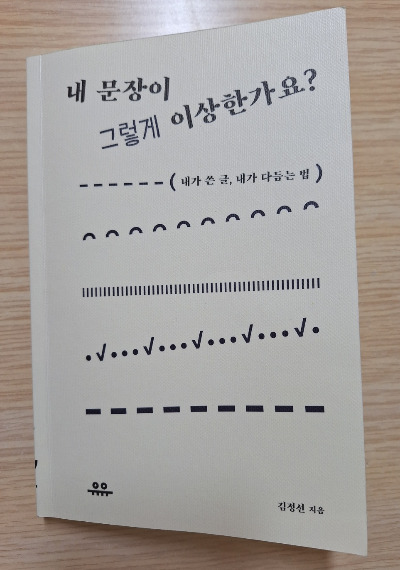 내 문장이
그렇게 이상한가요?
( 내가 쓴 글, 내가 다듬는 법 )
유유
김정선 지음